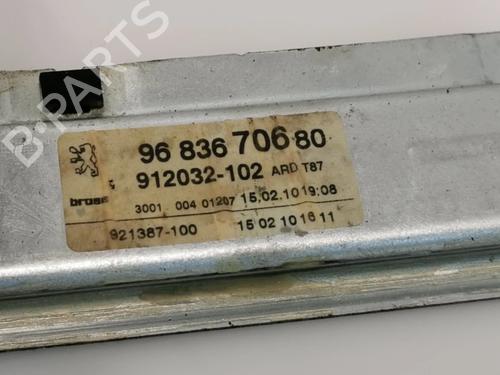 96 836 706 80
912032-102 ARD T87
brose 3001 004 01207 15.02.10 19:08
921387-100 15 02 10 16 11
B-PARTS